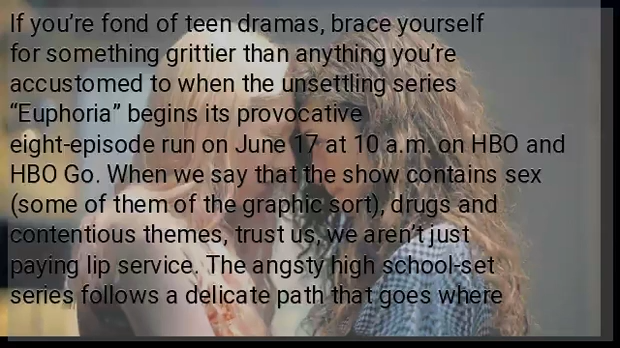 If you’re fond of teen dramas, brace yourself
for something grittier than anything you’re
accustomed to when the unsettling series
“Euphoria” begins its provocative
eight-episode run on June 17 at 10 a.m. on HBO and
HBO Go. When we say that the show contains sex
(some of them of the graphic sort), drugs and
contentious themes, trust us, we aren’t just
paying lip service. The angsty high school-set
series follows a delicate path that goes where